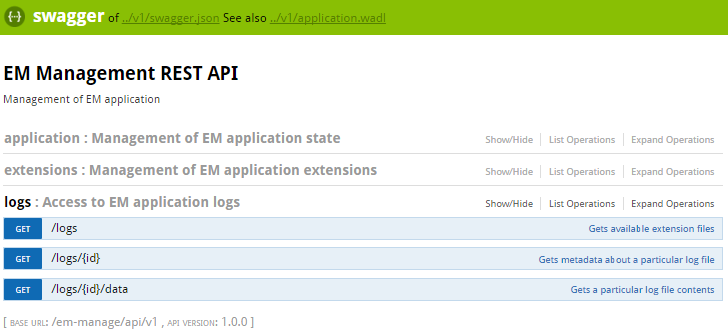 swagger of ../v1/swagger.json See also ../v1/application.wadl
EM Management REST API
Management of EM application
application : Management of EM application state Show/Hide List Operations Expand Operations
extensions : Management of EM application extensions Show/Hide List Operations Expand Operations
logs : Access to EM application logs Show/Hide List Operations Expand Operations
GET /logs Gets available extension files
GET /logs/{id} Gets metadata about a particular log file
GET /logs/{id}/data Gets a particular log file contents
[ BASE URL: /em-manage/api/v1 , API VERSION: 1.0.0 ]